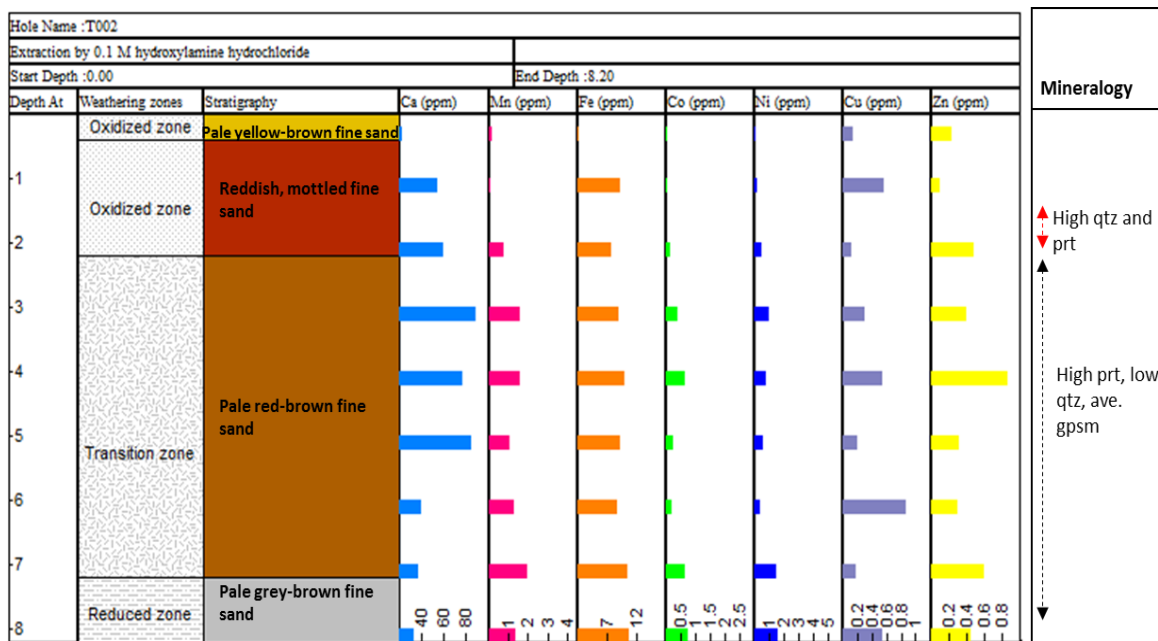 Hole Name :T002
Extraction by 0.1 M hydroxylamine hydrochloride
Start Depth :0.00 End Depth :8.20
Depth At Weathering zones Stratigraphy Ca (ppm) Mn (ppm) Fe (ppm) Co (ppm) Ni (ppm) Cu (ppm) Zn (ppm) Mineralogy
Oxidized zone Pale yellow-brown fine sand
-1
Oxidized zone
Reddish, mottled fine
sand
-2
High qtz and
prt
-3
-4
High prt, low
qtz, ave.
gpsm
Pale red-brown fine
sand
-5
Transition zone
-6
-7
Pale grey-brown fine
sand
Reduced zone
40 60 80 1 2 3 4 7 12 0.5 1 1.5 2 2.5 1 2 3 4 5 0.2 0.4 0.6 0.8 1 0.2 0.4 0.6 0.8
-8